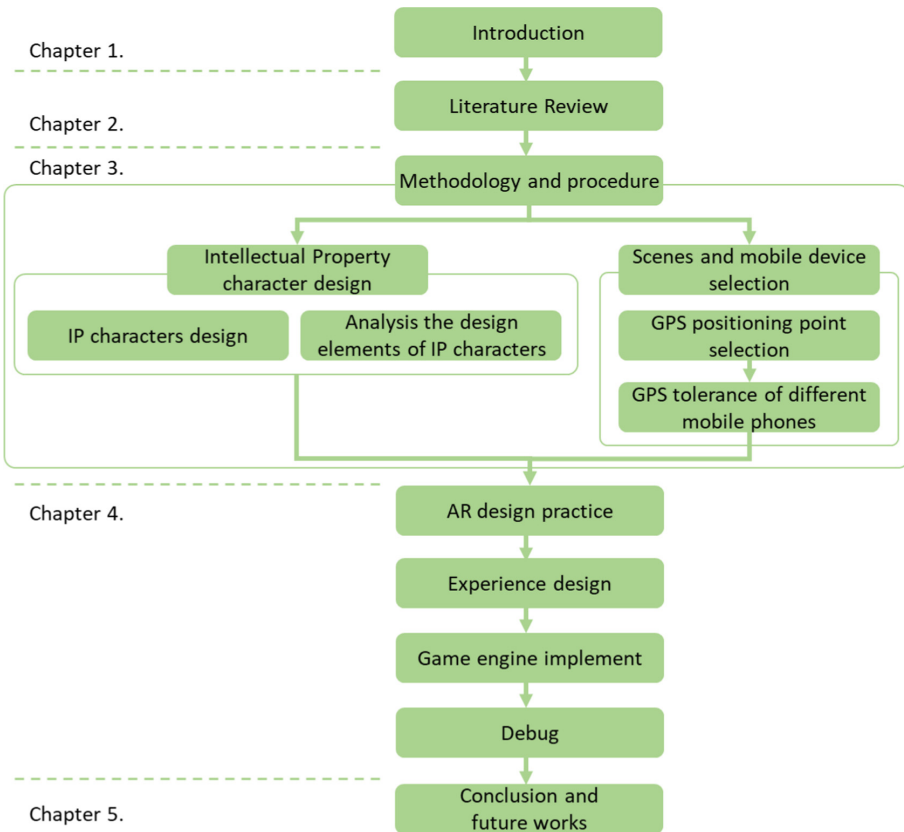 Introduction
Chapter 1.
Literature Review
Chapter 2.
Chapter 3.
Methodology and procedure
Intellectual Property
character design
Scenes and mobile device
selection
IP characters design
Analysis the design
elements of IP characters
GPS positioning point
selection
GPS tolerance of different
mobile phones
Chapter 4.
AR design practice
Experience design
Game engine implement
Debug
Chapter 5.
Conclusion and
future works